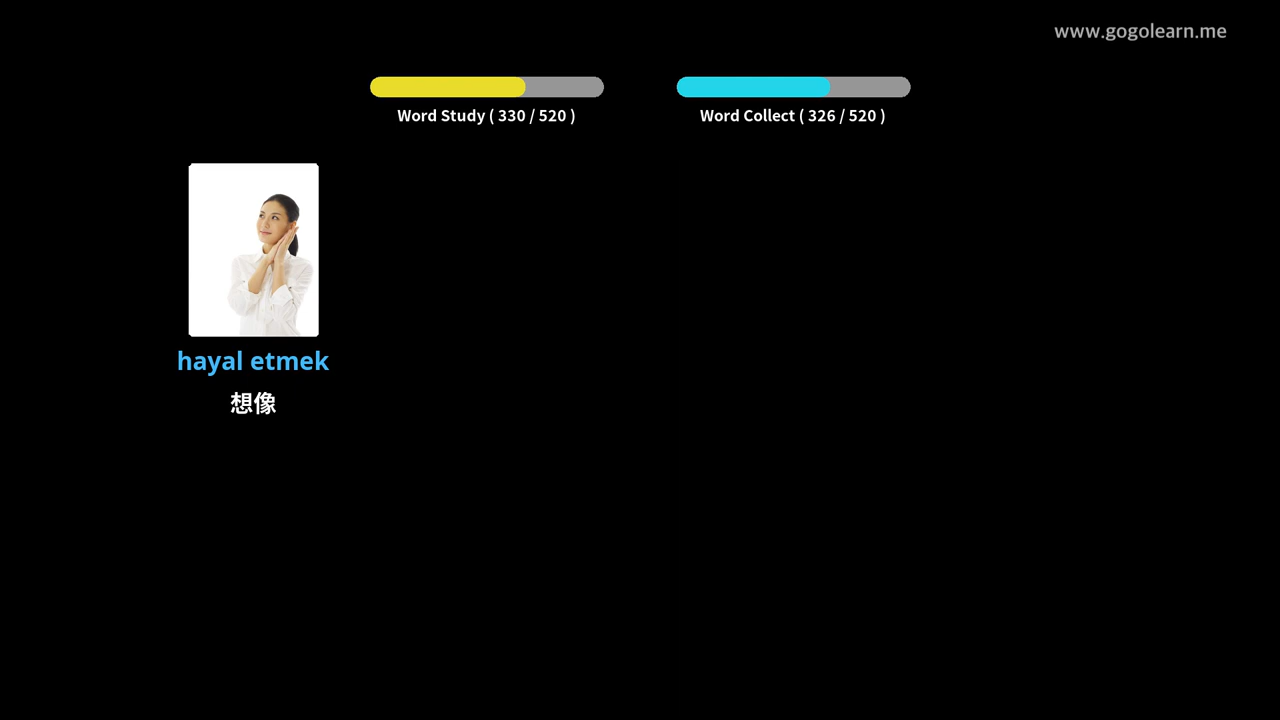 www.gogolearn.me
Word Study ( 330 / 520 )
Word Collect ( 326 / 520 )
hayal etmek
想像